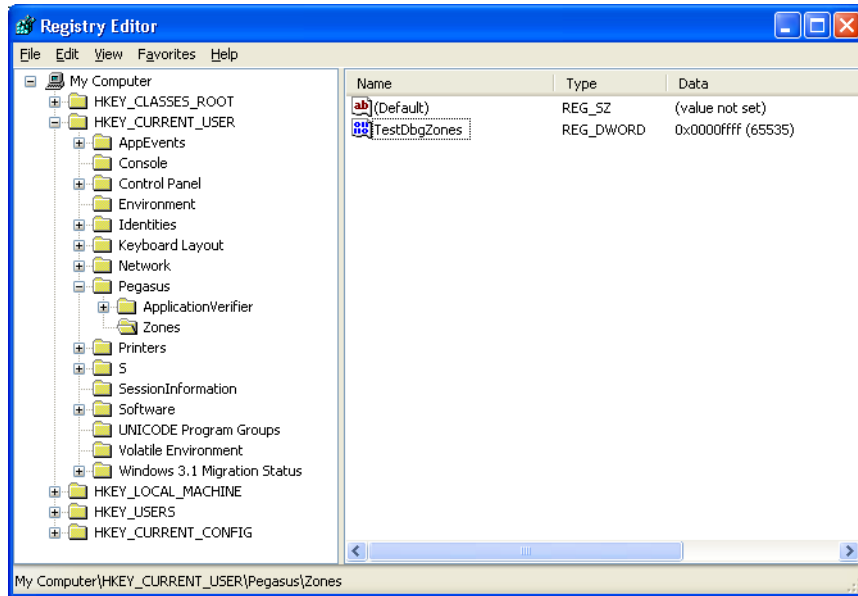 Registry Editor
File Edit View Favorites Help
My Computer
HKEY_CLASSES_ROOT
HKEY_CURRENT_USER
AppEvents
Console
Control Panel
Environment
Identities
Keyboard Layout
Network
Pegasus
ApplicationVerifier
Zones
Printers
S
SessionInformation
Software
UNICODE Program Groups
Volatile Environment
Windows 3.1 Migration Status
HKEY_LOCAL_MACHINE
HKEY_USERS
HKEY_CURRENT_CONFIG
Name Type Data
(Default) REG_SZ (value not set)
TestDbgZones REG_DWORD 0x0000ffff (65535)
My Computer\HKEY_CURRENT_USER\Pegasus\Zones